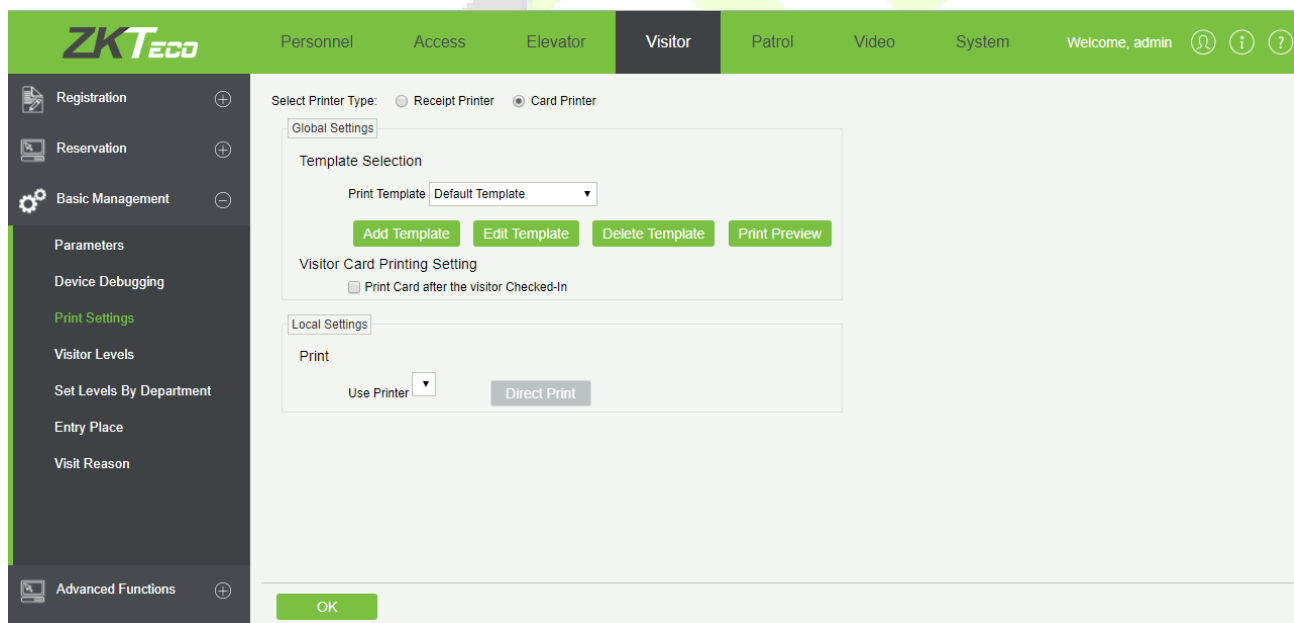 ZKTeco Personnel Access Elevator Visitor Patrol Video System Welcome, admin
Registration
Reservation
Basic Management
Parameters
Device Debugging
Print Settings
Visitor Levels
Set Levels By Department
Entry Place
Visit Reason
Advanced Functions
Select Printer Type: Receipt Printer Card Printer
Global Settings
Template Selection
Print Template Default Template
Add Template Edit Template Delete Template Print Preview
Visitor Card Printing Setting
Print Card after the visitor Checked-In
Local Settings
Print
Use Printer Direct Print
OK